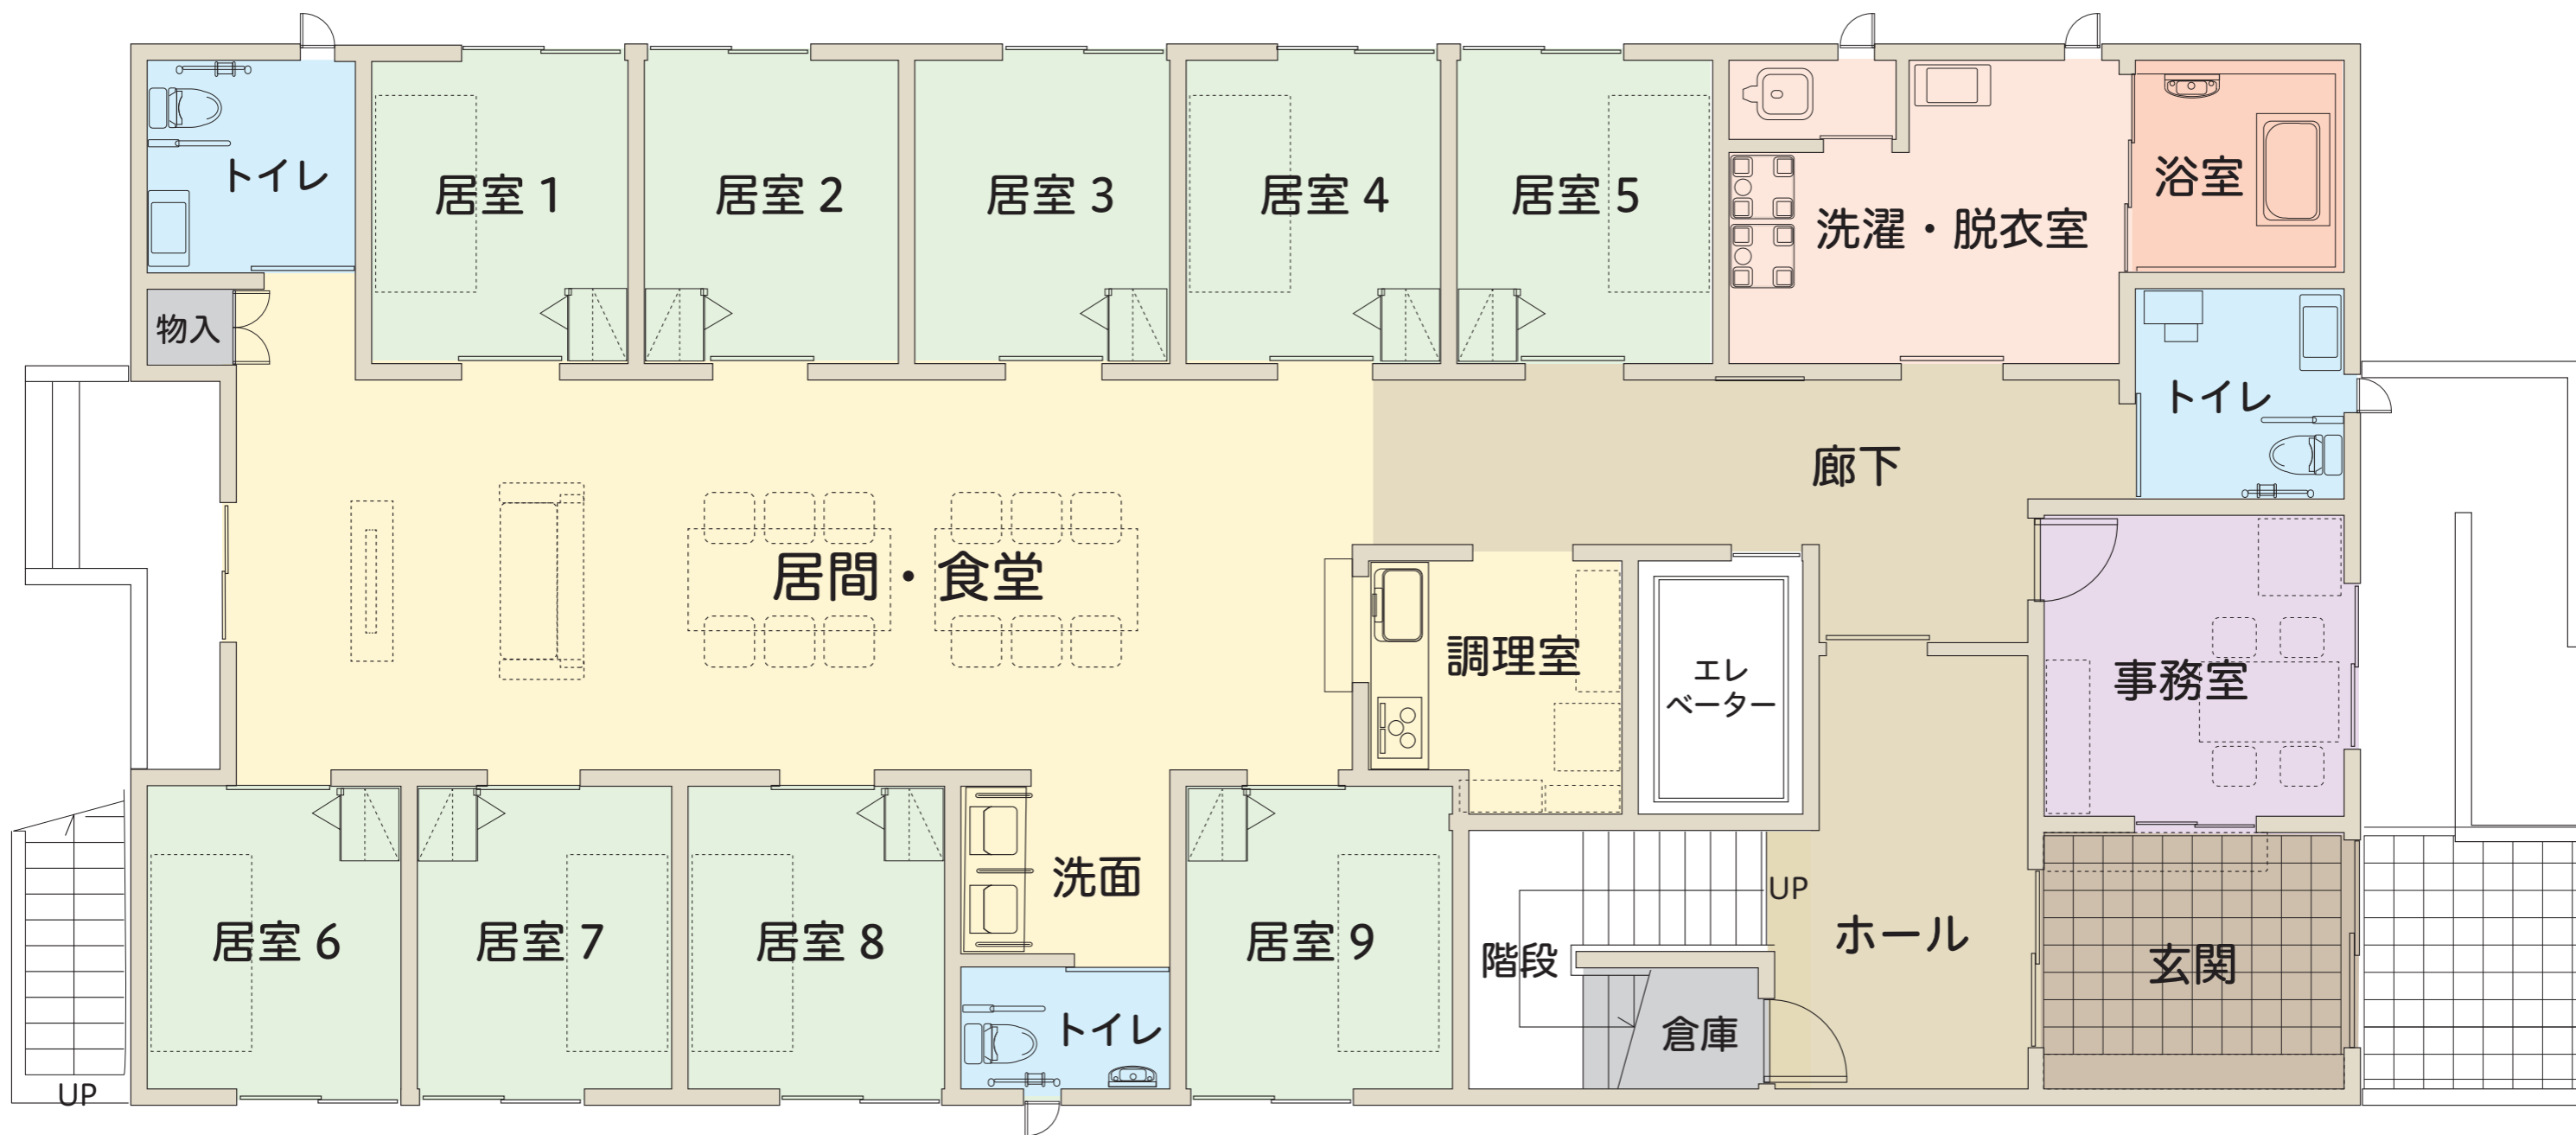 トイレ
居室 1
居室 2
居室 3
居室 4
居室 5
洗濯・脱衣室
浴室
物入
トイレ
廊下
居間・食堂
調理室
エレ
ベーター
事務室
居室 6
居室 7
居室 8
洗面
居室 9
UP
階段
ホール
玄関
トイレ
倉庫
UP